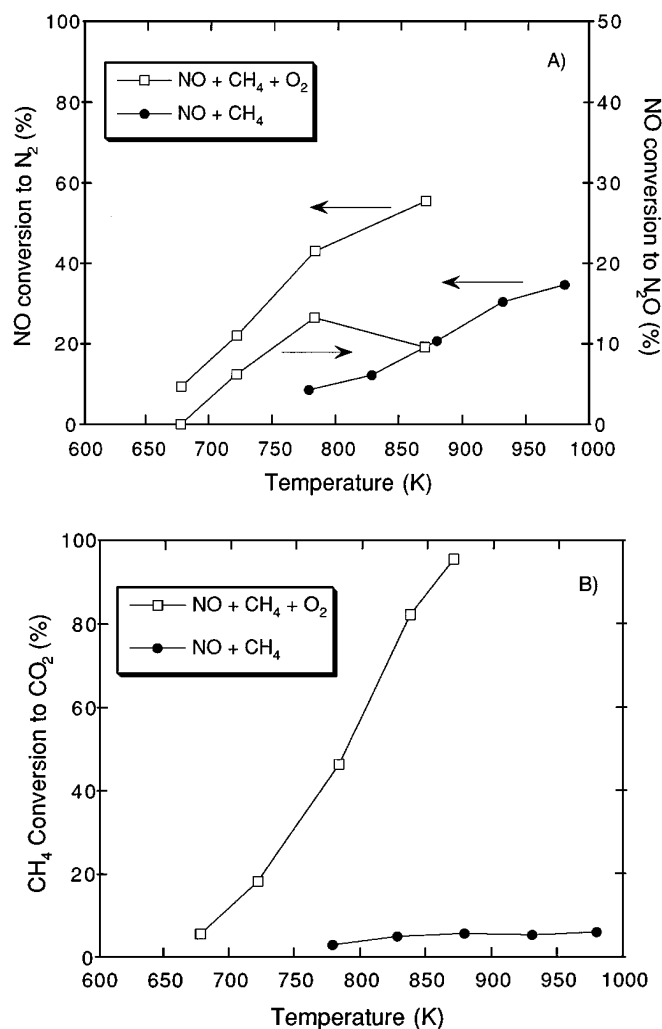 A)
NO + CH₄ + O₂
NO + CH₄
NO conversion to N₂ (%)
100
80
60
40
20
0
NO conversion to N₂O (%)
50
40
30
20
10
0
600 650 700 750 800 850 900 950 1000
Temperature (K)
B)
NO + CH₄ + O₂
NO + CH₄
CH₄ Conversion to CO₂ (%)
100
80
60
40
20
0
600 650 700 750 800 850 900 950 1000
Temperature (K)